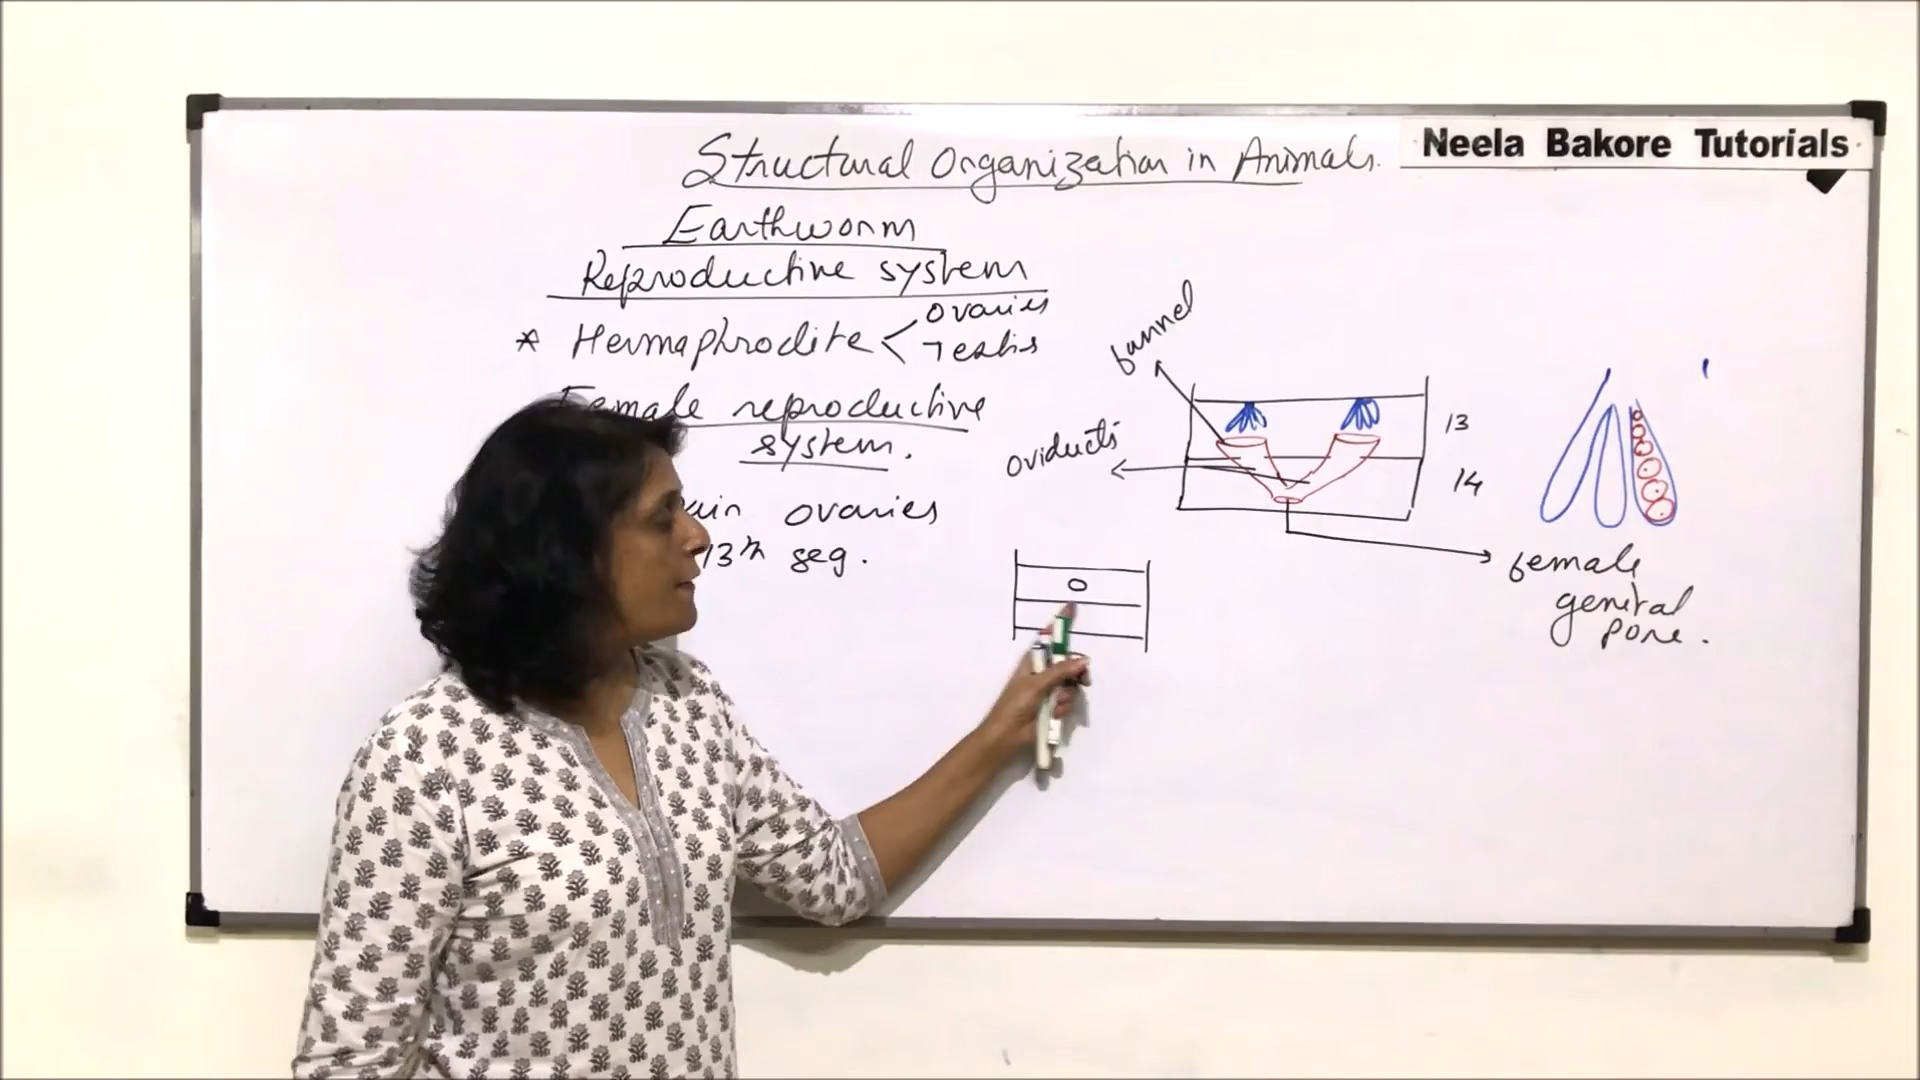 Structural Organization in Animals.
Neela Bakore Tutorials
Earthworm
Reproductive system
* Hermaphrodite < ovaries
Testis
Female reproductive
system.
ovaries
13th seg.
funnel
oviducts
13
14
female
genital
pore.